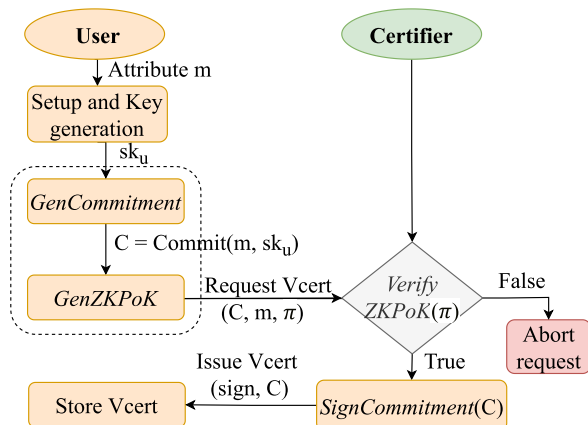 User
Certifier
Attribute m
Setup and Key
generation
sk_u
GenCommitment
C = Commit(m, sk_u)
GenZKPoK
Request Vcert
(C, m, π)
Verify
ZKPoK(π)
False
Abort
request
True
Issue Vcert
(sign, C)
Store Vcert
SignCommitment(C)